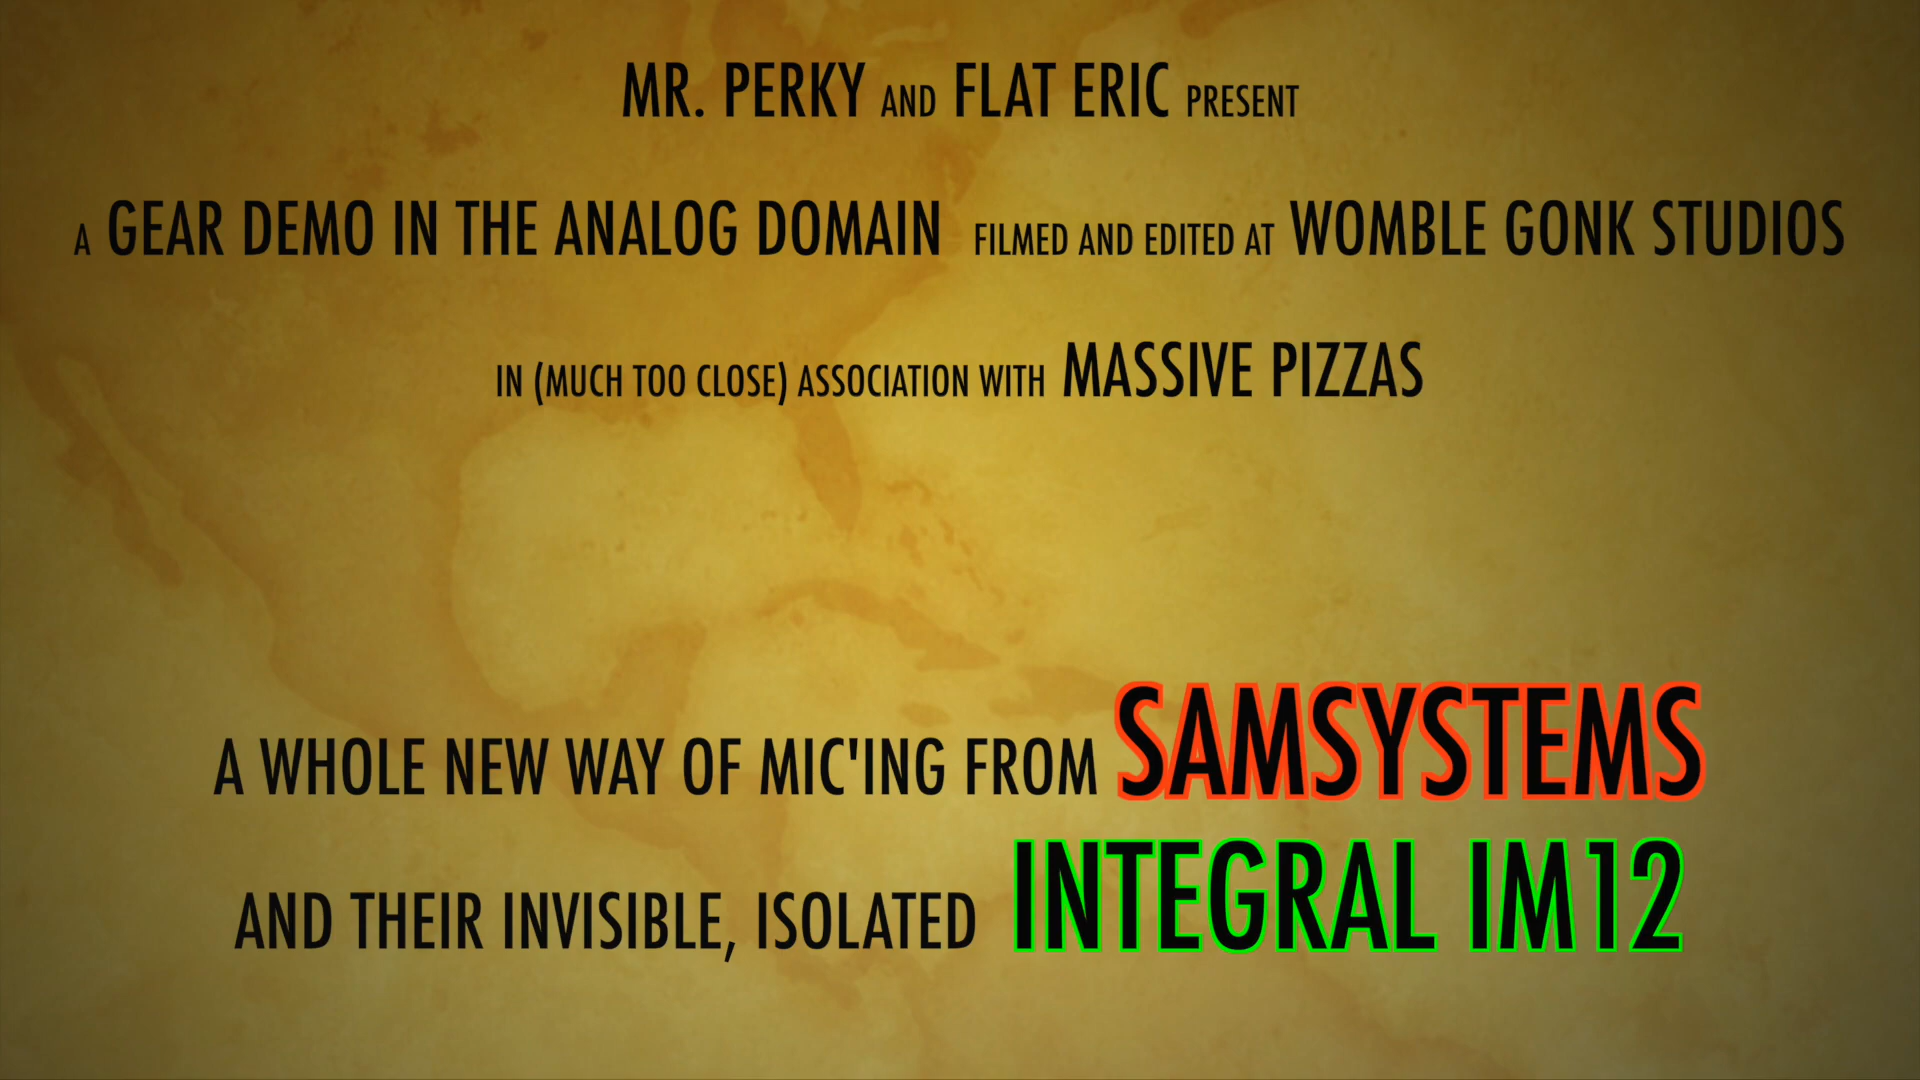 MR. PERKY AND FLAT ERIC PRESENT
A GEAR DEMO IN THE ANALOG DOMAIN FILMED AND EDITED AT WOMBLE GONK STUDIOS
IN (MUCH TOO CLOSE) ASSOCIATION WITH MASSIVE PIZZAS
A WHOLE NEW WAY OF MIC'ING FROM SAMSYSTEMS
AND THEIR INVISIBLE, ISOLATED INTEGRAL IM12